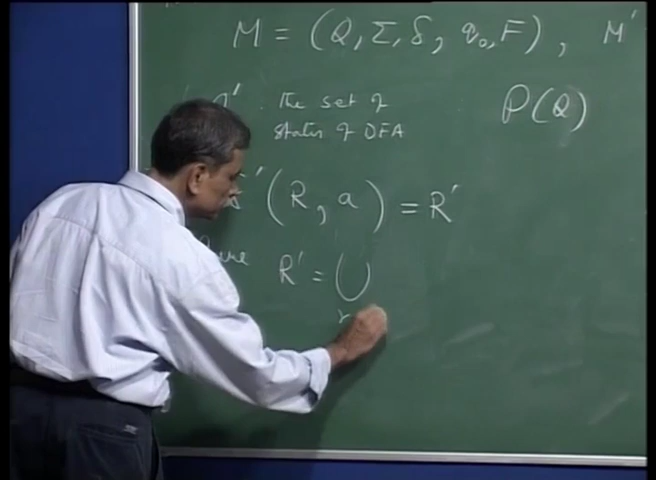 M = (Q, Σ, δ, q₀, F), M'
: The set of
states of DFA
P(Q)
(R, a) = R'
R' = ∪
r